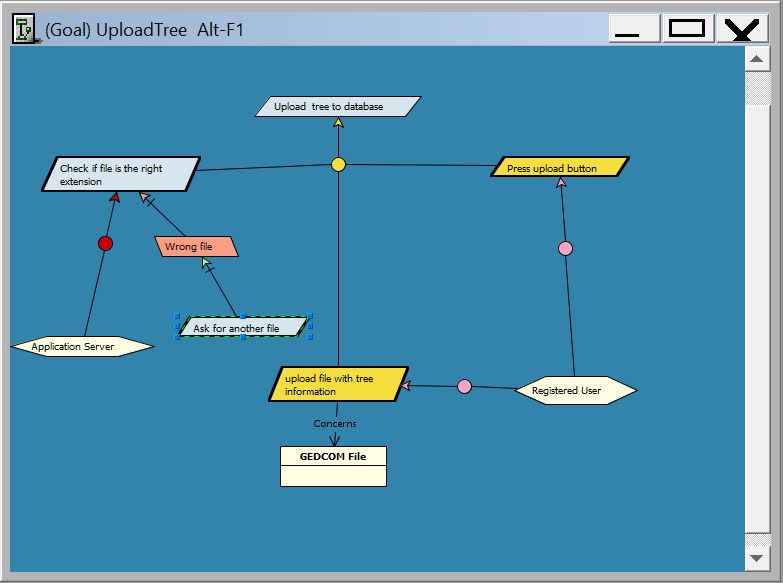 (Goal) UploadTree  Alt-F1
Upload  tree to database
Check if file is the right
extension
Press upload button
Wrong file
Ask for another file
Application Server
upload file with tree
information
Registered User
Concerns
GEDCOM File